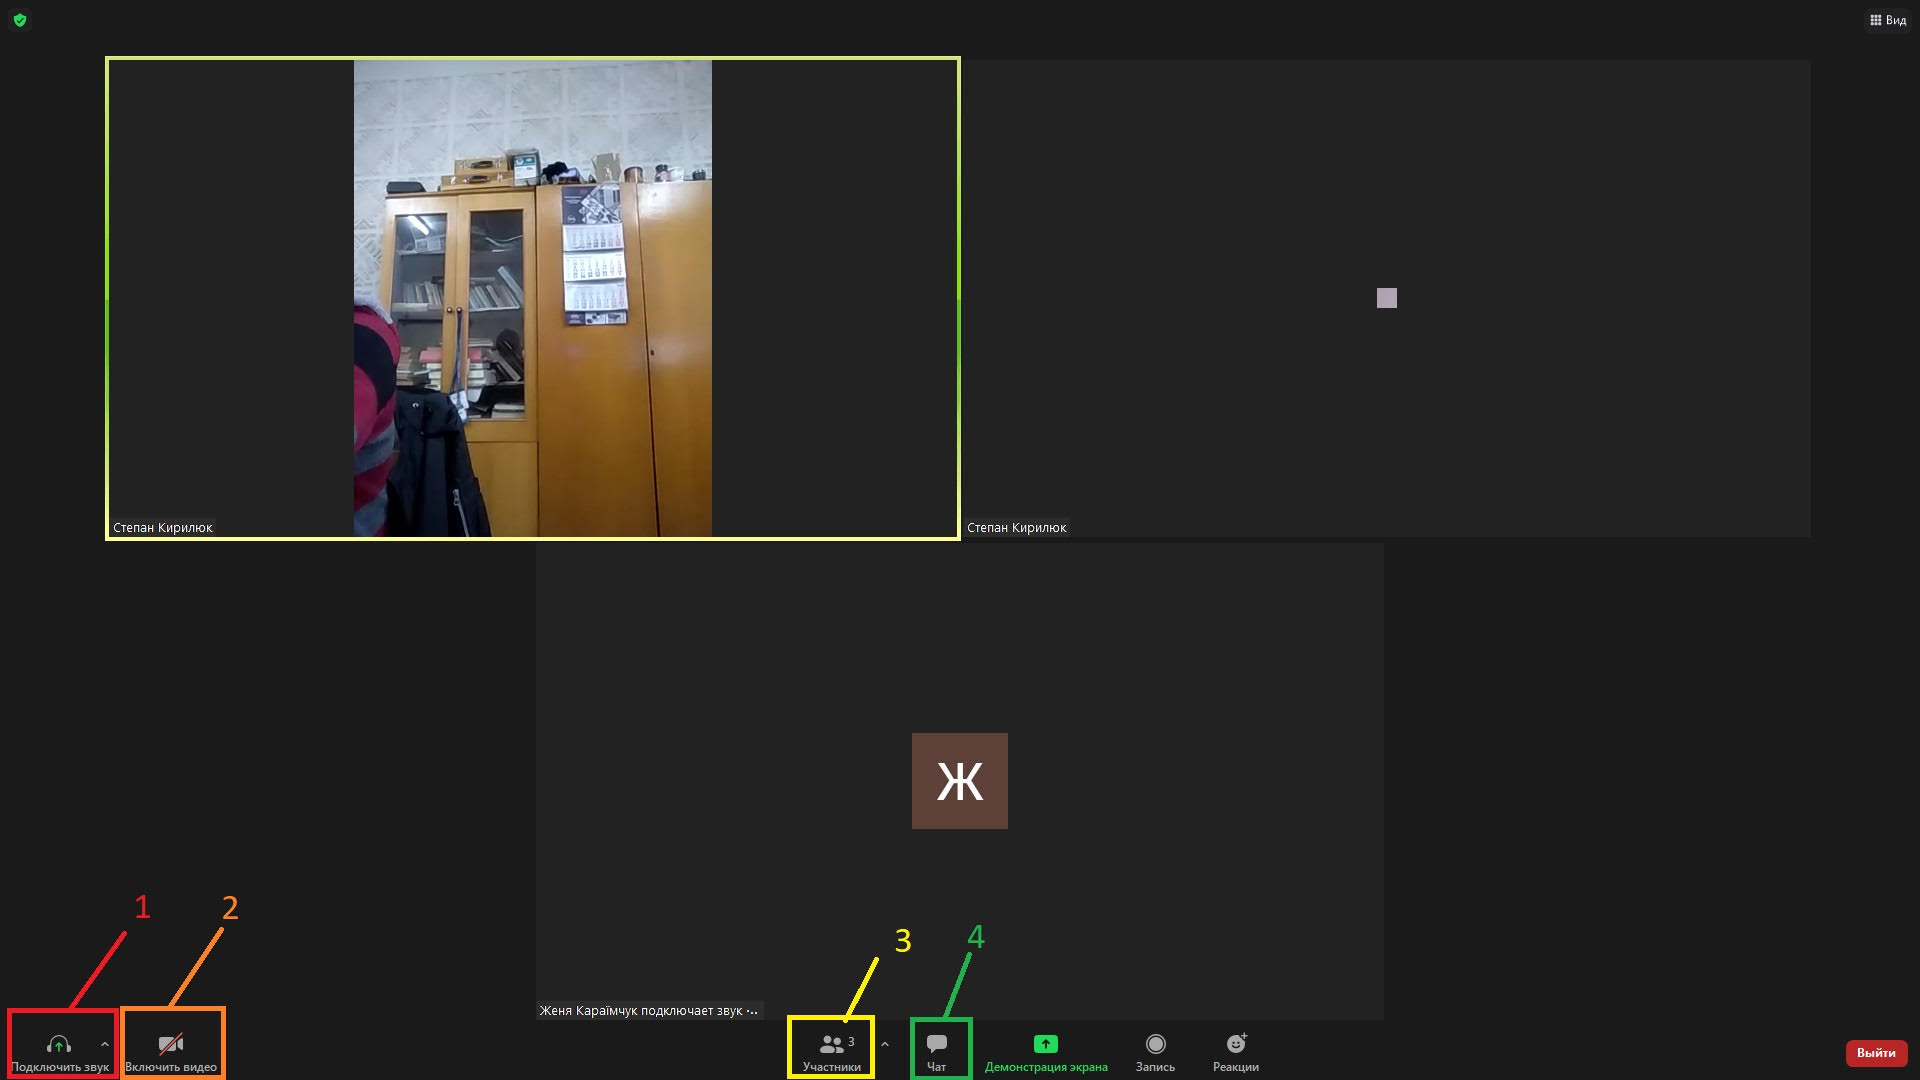 Вид
Степан Кирилюк
Степан Кирилюк
Ж
1
2
3
4
Женя Караїмчук подключает звук ·..
Подключить звук
Включить видео
3
Участники
Чат
Демонстрация экрана
Запись
Реакции
Выйти